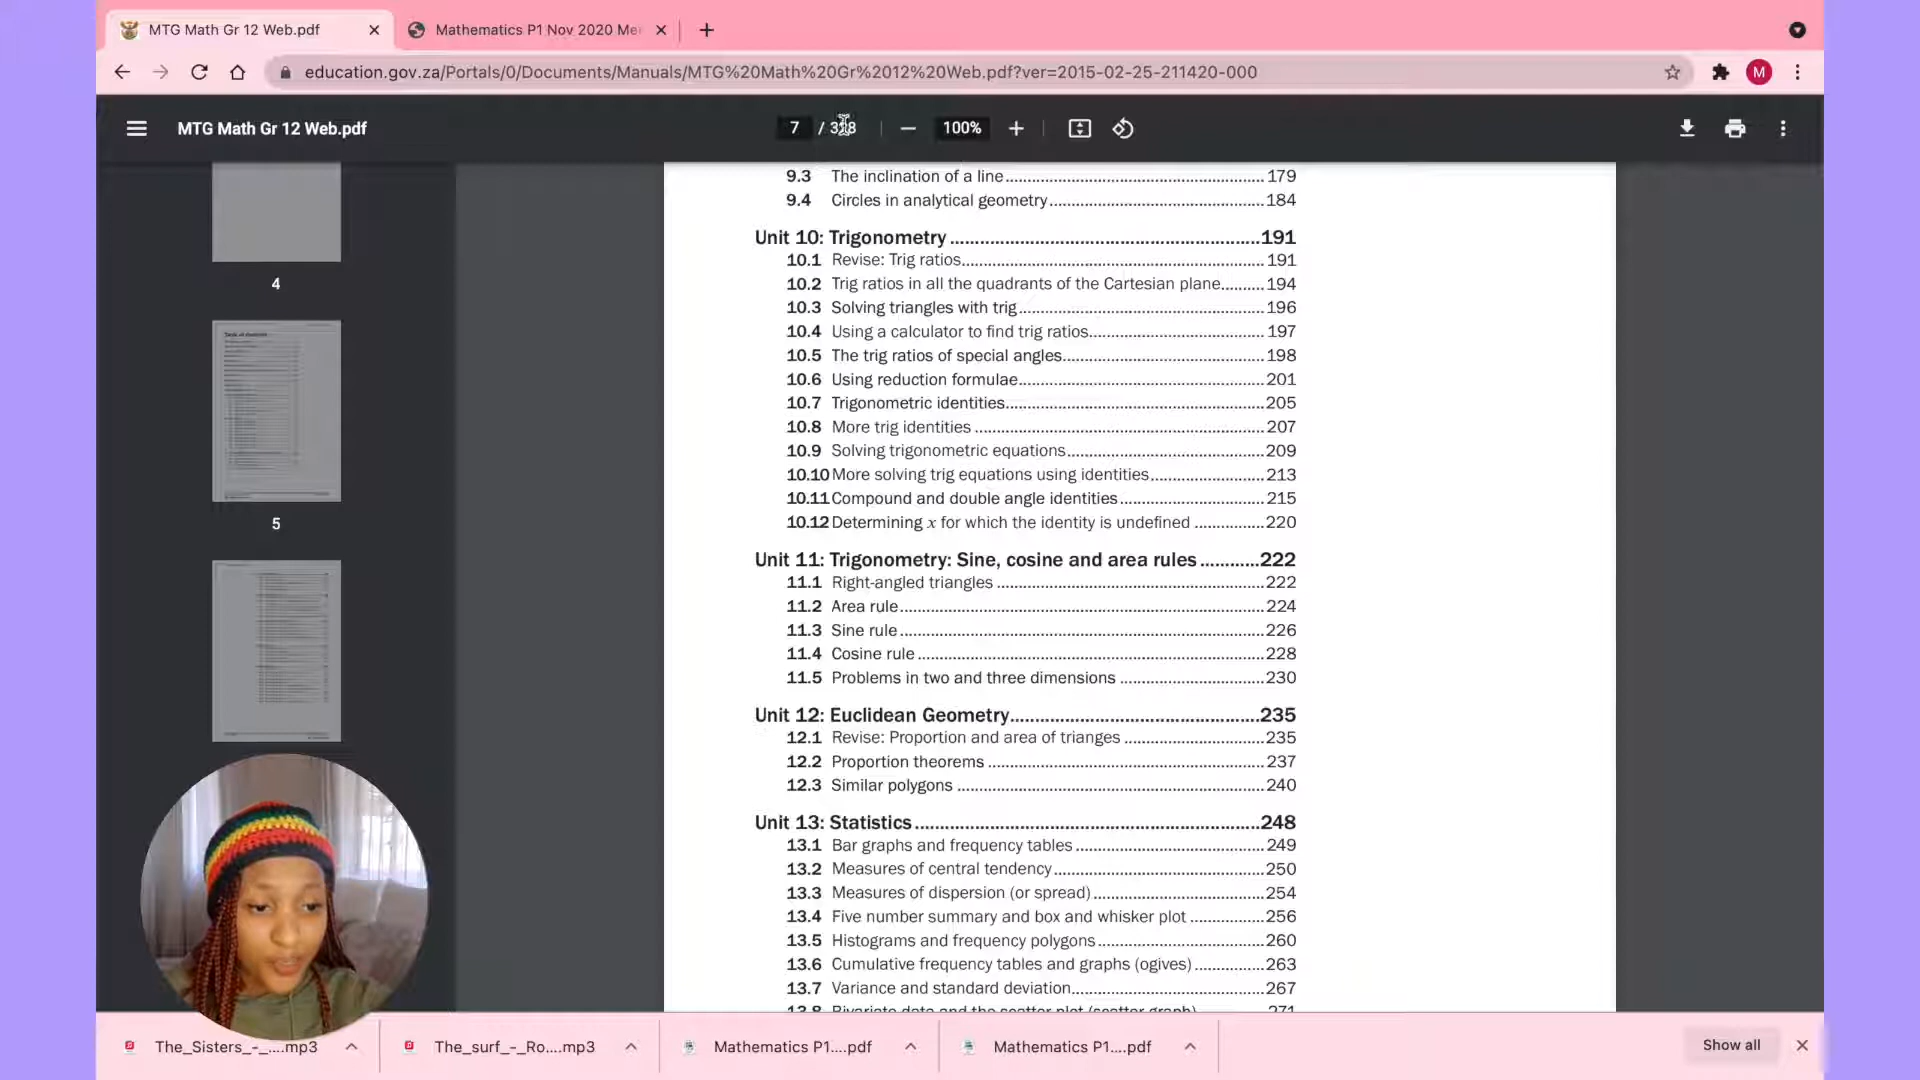 MTG Math Gr 12 Web.pdf
Mathematics P1 Nov 2020 Me
education.gov.za/Portals/0/Documents/Manuals/MTG%20Math%20Gr%2012%20Web.pdf?ver=2015-02-25-211420-000
M
MTG Math Gr 12 Web.pdf
7 /
100%
4
5
9.3 The inclination of a line 179
9.4 Circles in analytical geometry 184
Unit 10: Trigonometry 191
10.1 Revise: Trig ratios 191
10.2 Trig ratios in all the quadrants of the Cartesian plane 194
10.3 Solving triangles with trig 196
10.4 Using a calculator to find trig ratios 197
10.5 The trig ratios of special angles 198
10.6 Using reduction formulae 201
10.7 Trigonometric identities 205
10.8 More trig identities 207
10.9 Solving trigonometric equations 209
10.10 More solving trig equations using identities 213
10.11 Compound and double angle identities 215
10.12 Determining x for which the identity is undefined 220
Unit 11: Trigonometry: Sine, cosine and area rules 222
11.1 Right-angled triangles 222
11.2 Area rule 224
11.3 Sine rule 226
11.4 Cosine rule 228
11.5 Problems in two and three dimensions 230
Unit 12: Euclidean Geometry 235
12.1 Revise: Proportion and area of trianges 235
12.2 Proportion theorems 237
12.3 Similar polygons 240
Unit 13: Statistics 248
13.1 Bar graphs and frequency tables 249
13.2 Measures of central tendency 250
13.3 Measures of dispersion (or spread) 254
13.4 Five number summary and box and whisker plot 256
13.5 Histograms and frequency polygons 260
13.6 Cumulative frequency tables and graphs (ogives) 263
13.7 Variance and standard deviation 267
13.8 Bivariate data and the scatter plot (scatter graph) 271
The_Sisters_-_....mp3
The_surf_-_Ro....mp3
Mathematics P1....pdf
Mathematics P1....pdf
Show all